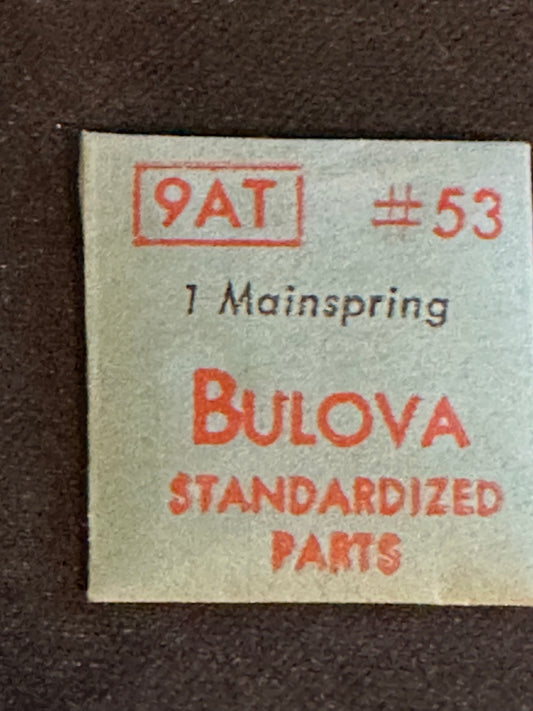 9AT #53
1 Mainspring
BULOVA
STANDARDIZED
PARTS